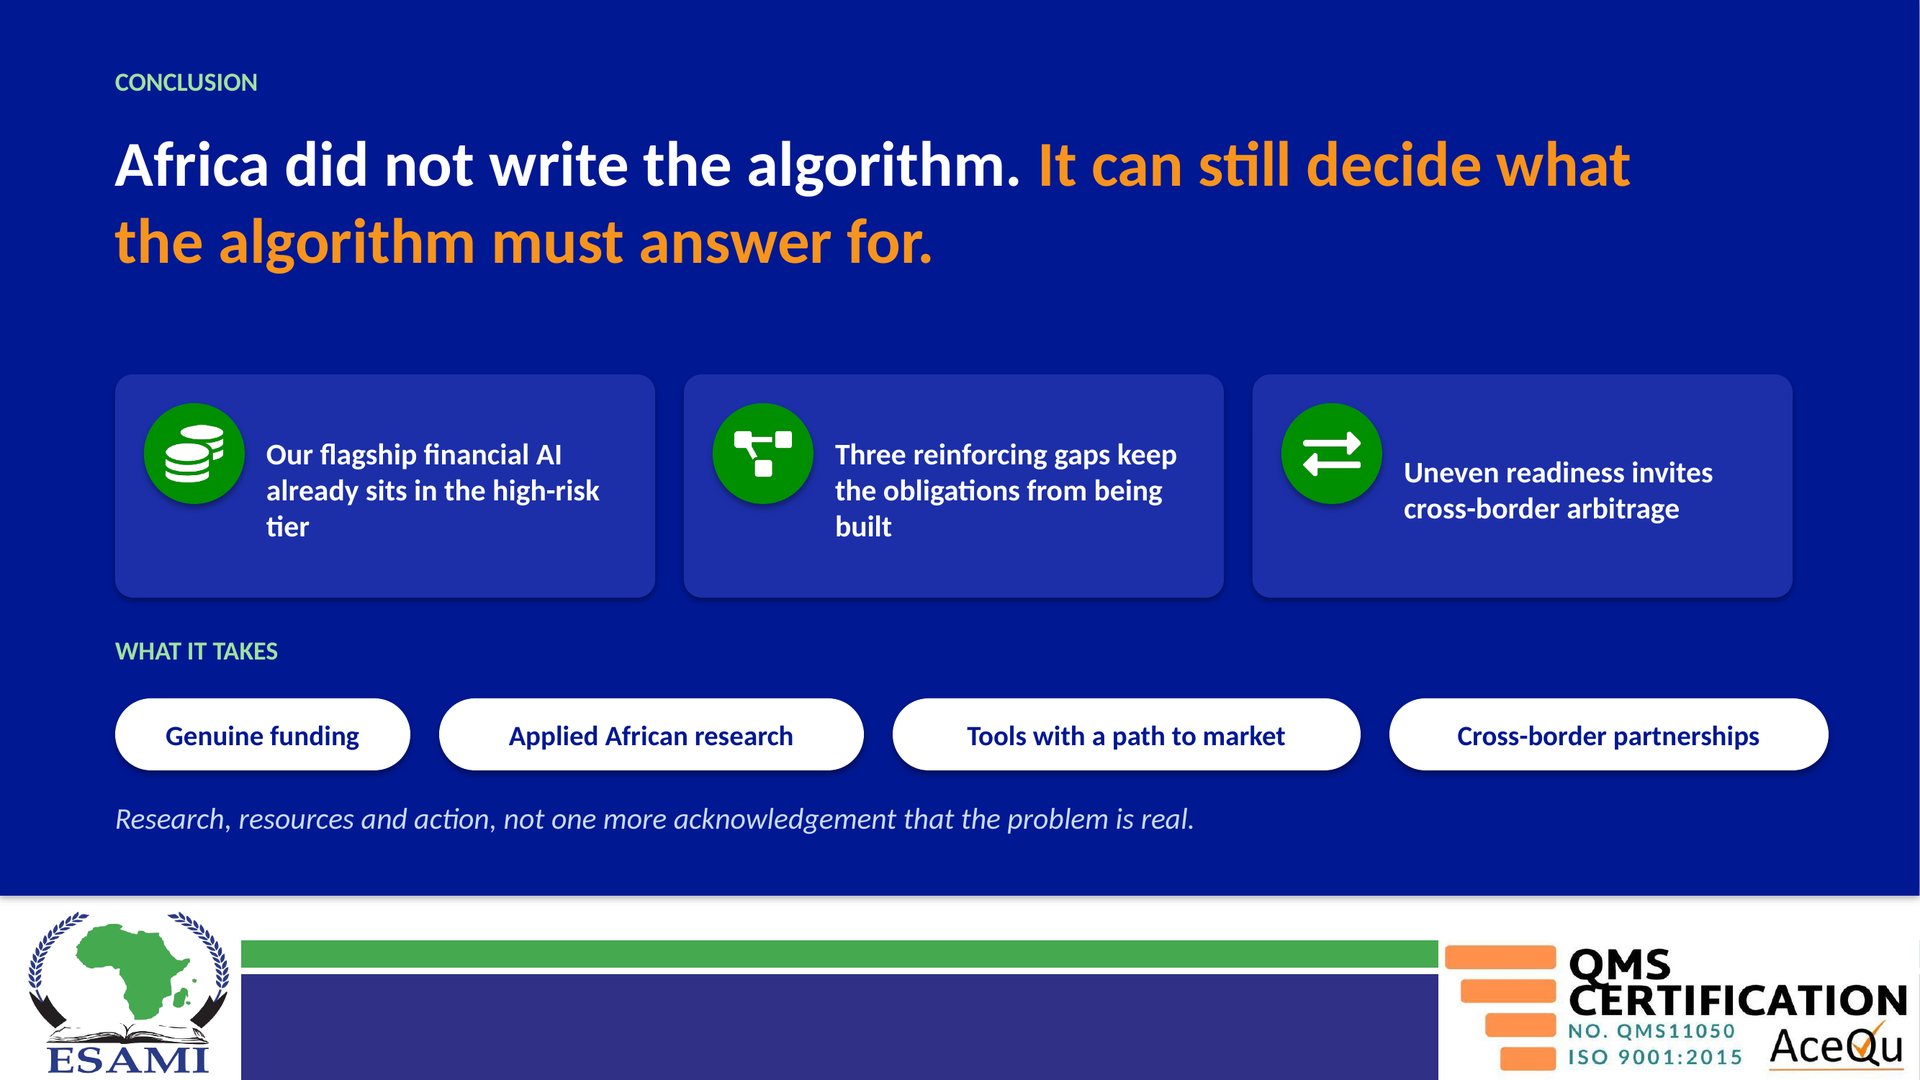 CONCLUSION
Africa did not write the algorithm. It can still decide what
the algorithm must answer for.
Our flagship financial AI
already sits in the high-risk
tier
Three reinforcing gaps keep
the obligations from being
built
Uneven readiness invites
cross-border arbitrage
WHAT IT TAKES
Genuine funding
Applied African research
Tools with a path to market
Cross-border partnerships
Research, resources and action, not one more acknowledgement that the problem is real.
ESAMI
QMS
CERTIFICATION
NO. QMS11050
ISO 9001:2015
AceQu